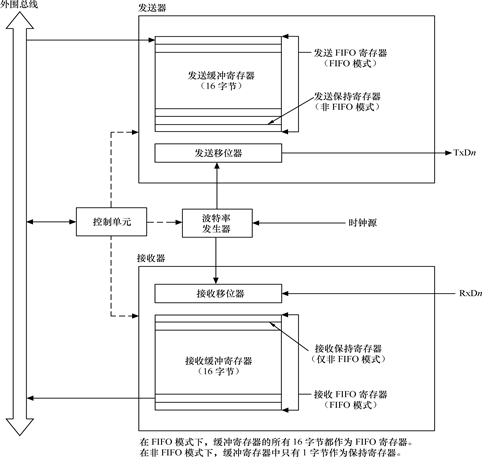 外围总线
发送器
发送缓冲寄存器
（16 字节）
发送 FIFO 寄存器
（FIFO 模式）
发送保持寄存器
（非 FIFO 模式）
发送移位器
TxDn
控制单元
波特率
发生器
时钟源
接收器
接收移位器
RxDn
接收保持寄存器
（仅非 FIFO 模式）
接收缓冲寄存器
（16 字节）
接收 FIFO 寄存器
（FIFO 模式）
在 FIFO 模式下，缓冲寄存器的所有 16 字节都作为 FIFO 寄存器。
在非 FIFO 模式下，缓冲寄存器中只有 1 字节作为保持寄存器。